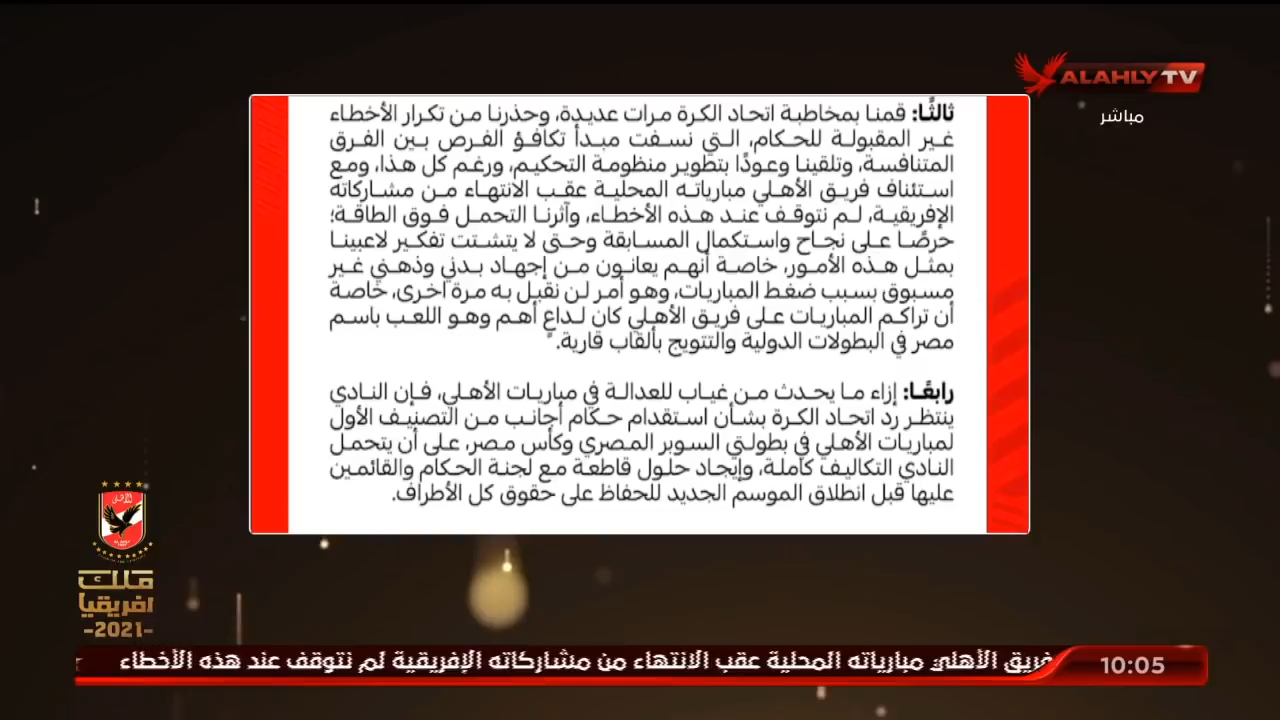 ALAHLY TV
مباشر
ثالثًا: قمنا بمخاطبة اتحاد الكرة مرات عديدة، وحذرنا من تكرار الأخطاء
غير المقبولة للحكام، التي نسفت مبدأ تكافؤ الفرص بين الفرق
المتنافسة، وتلقينا وعودًا بتطوير منظومة التحكيم، ورغم كل هذا، ومع
استئناف فريق الأهلي مبارياته المحلية عقب الانتهاء من مشاركاته
الإفريقية، لم نتوقف عند هذه الأخطاء، وآثرنا التحمل فوق الطاقة؛
حرصًا على نجاح واستكمال المسابقة وحتى لا يتشتت تفكير لاعبينا
بمثل هذه الأمور، خاصة أنهم يعانون من إجهاد بدني وذهني غير
مسبوق بسبب ضغط المباريات، وهو أمر لن نقبل به مرة اخرى، خاصة
أن تراكم المباريات على فريق الأهلي كان لداعٍ أهم وهو اللعب باسم
مصر في البطولات الدولية والتتويج بألقاب قارية.
رابعًا: إزاء ما يحدث من غياب للعدالة في مباريات الأهلي، فإن النادي
ينتظر رد اتحاد الكرة بشأن استقدام حكام أجانب من التصنيف الأول
لمباريات الأهلي في بطولتي السوبر المصري وكأس مصر، على أن يتحمل
النادي التكاليف كاملة، وإيجاد حلول قاطعة مع لجنة الحكام والقائمين
عليها قبل انطلاق الموسم الجديد للحفاظ على حقوق كل الأطراف.
ملك
افريقيا
-2021-
فريق الأهلي مبارياته المحلية عقب الانتهاء من مشاركاته الإفريقية لم نتوقف عند هذه الأخطاء
10:05